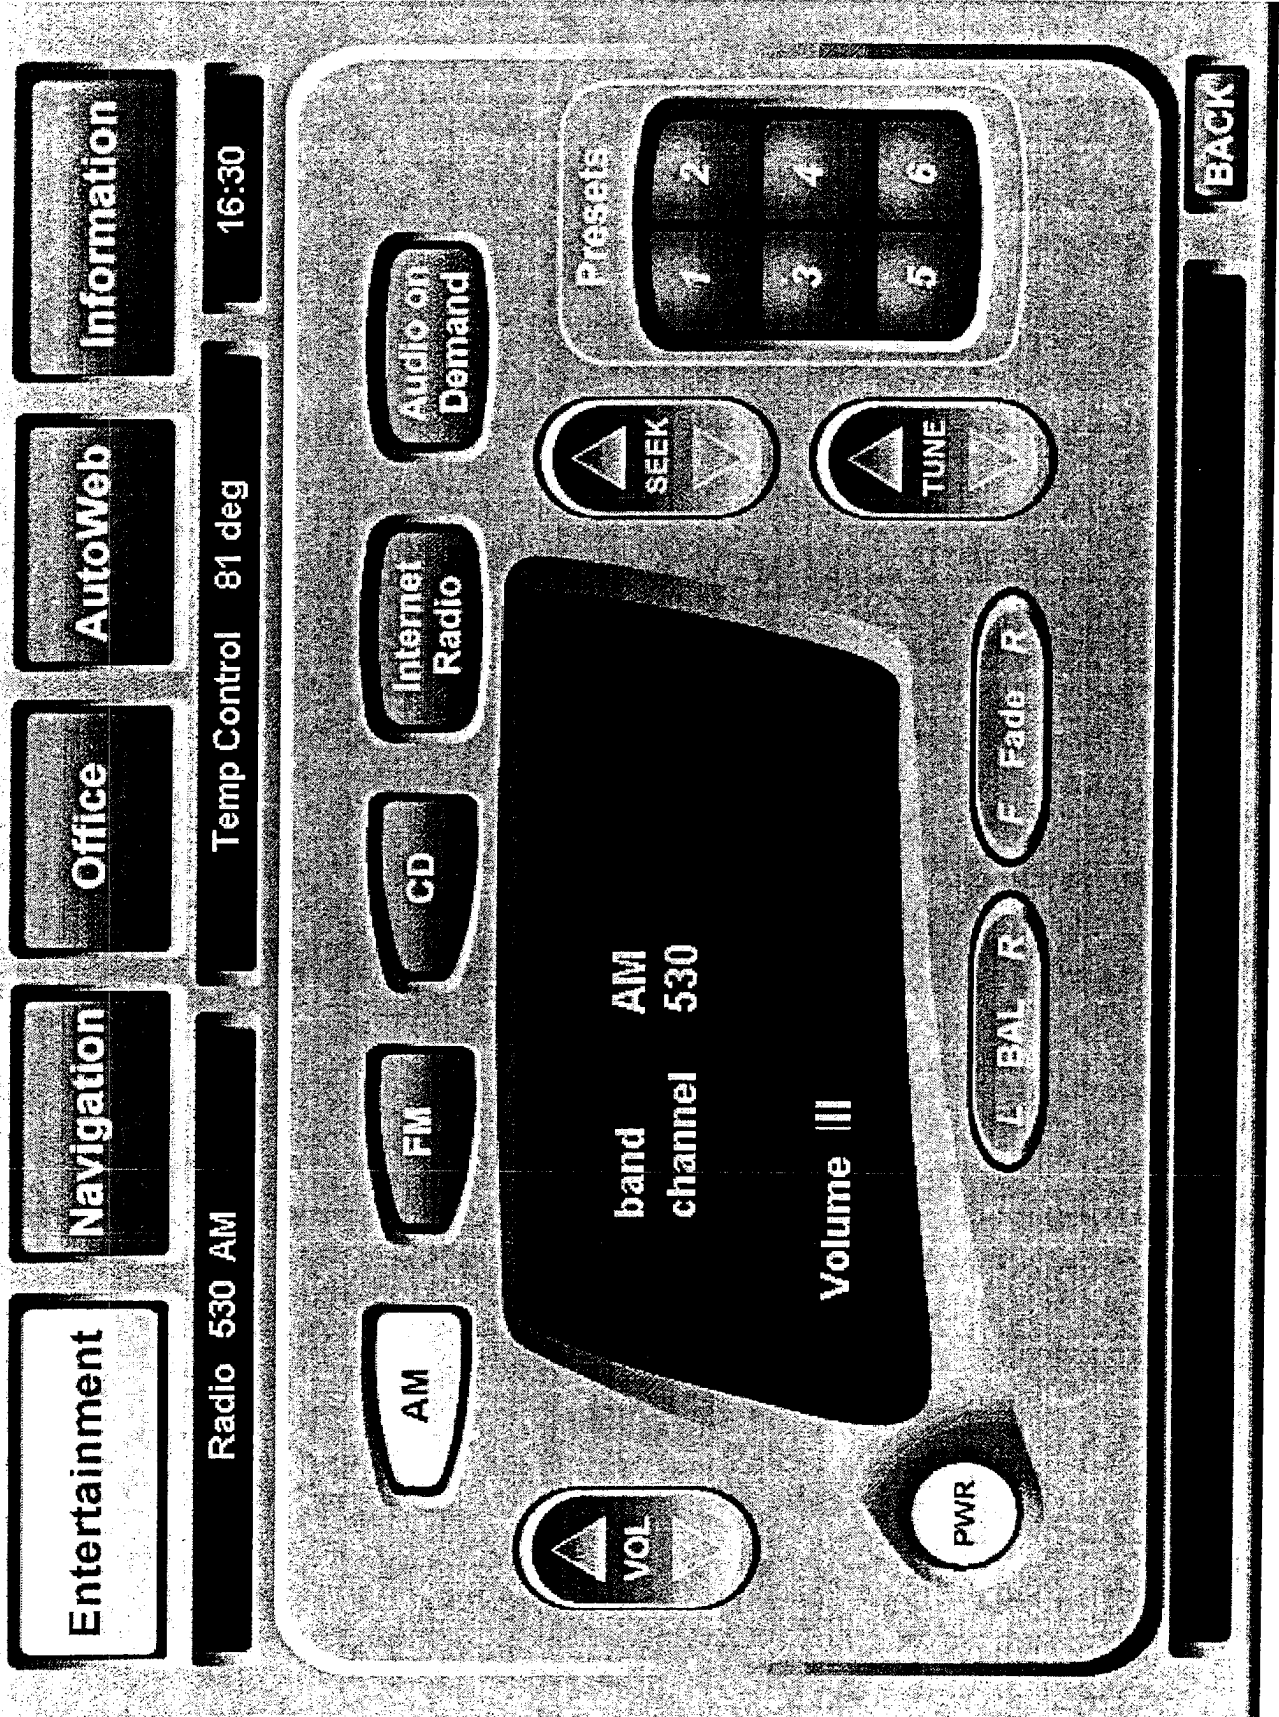 Entertainment
Navigation
Office
AutoWeb
Information
Radio 530 AM
Temp Control 81 deg
16:30
AM
FM
CD
Internet
Radio
Audio on
Demand
VOL
band AM
channel 530
Volume |||
SEEK
TUNE
Presets
1 2
3 4
5 6
PWR
L BAL R
F Fade R
BACK